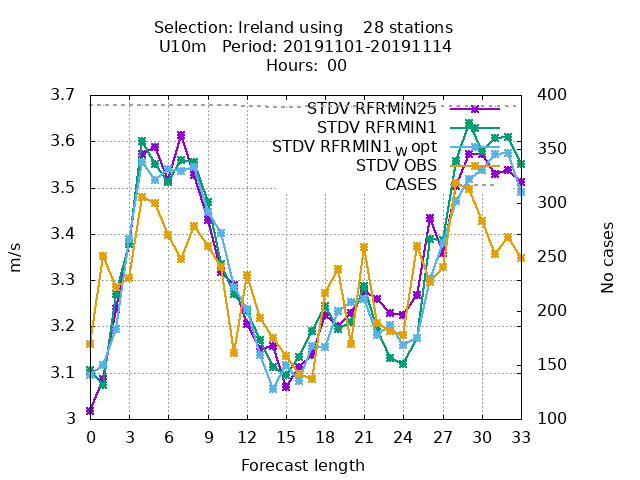 Selection: Ireland using    28 stations
U10m   Period: 20191101-20191114
Hours:  00
3.7
3.6
3.5
3.4
3.3
3.2
3.1
3
m/s
STDV RFRMIN25
STDV RFRMIN1
STDV RFRMIN1 W opt
STDV OBS
CASES
400
350
300
250
200
150
100
No cases
0 3 6 9 12 15 18 21 24 27 30 33
Forecast length